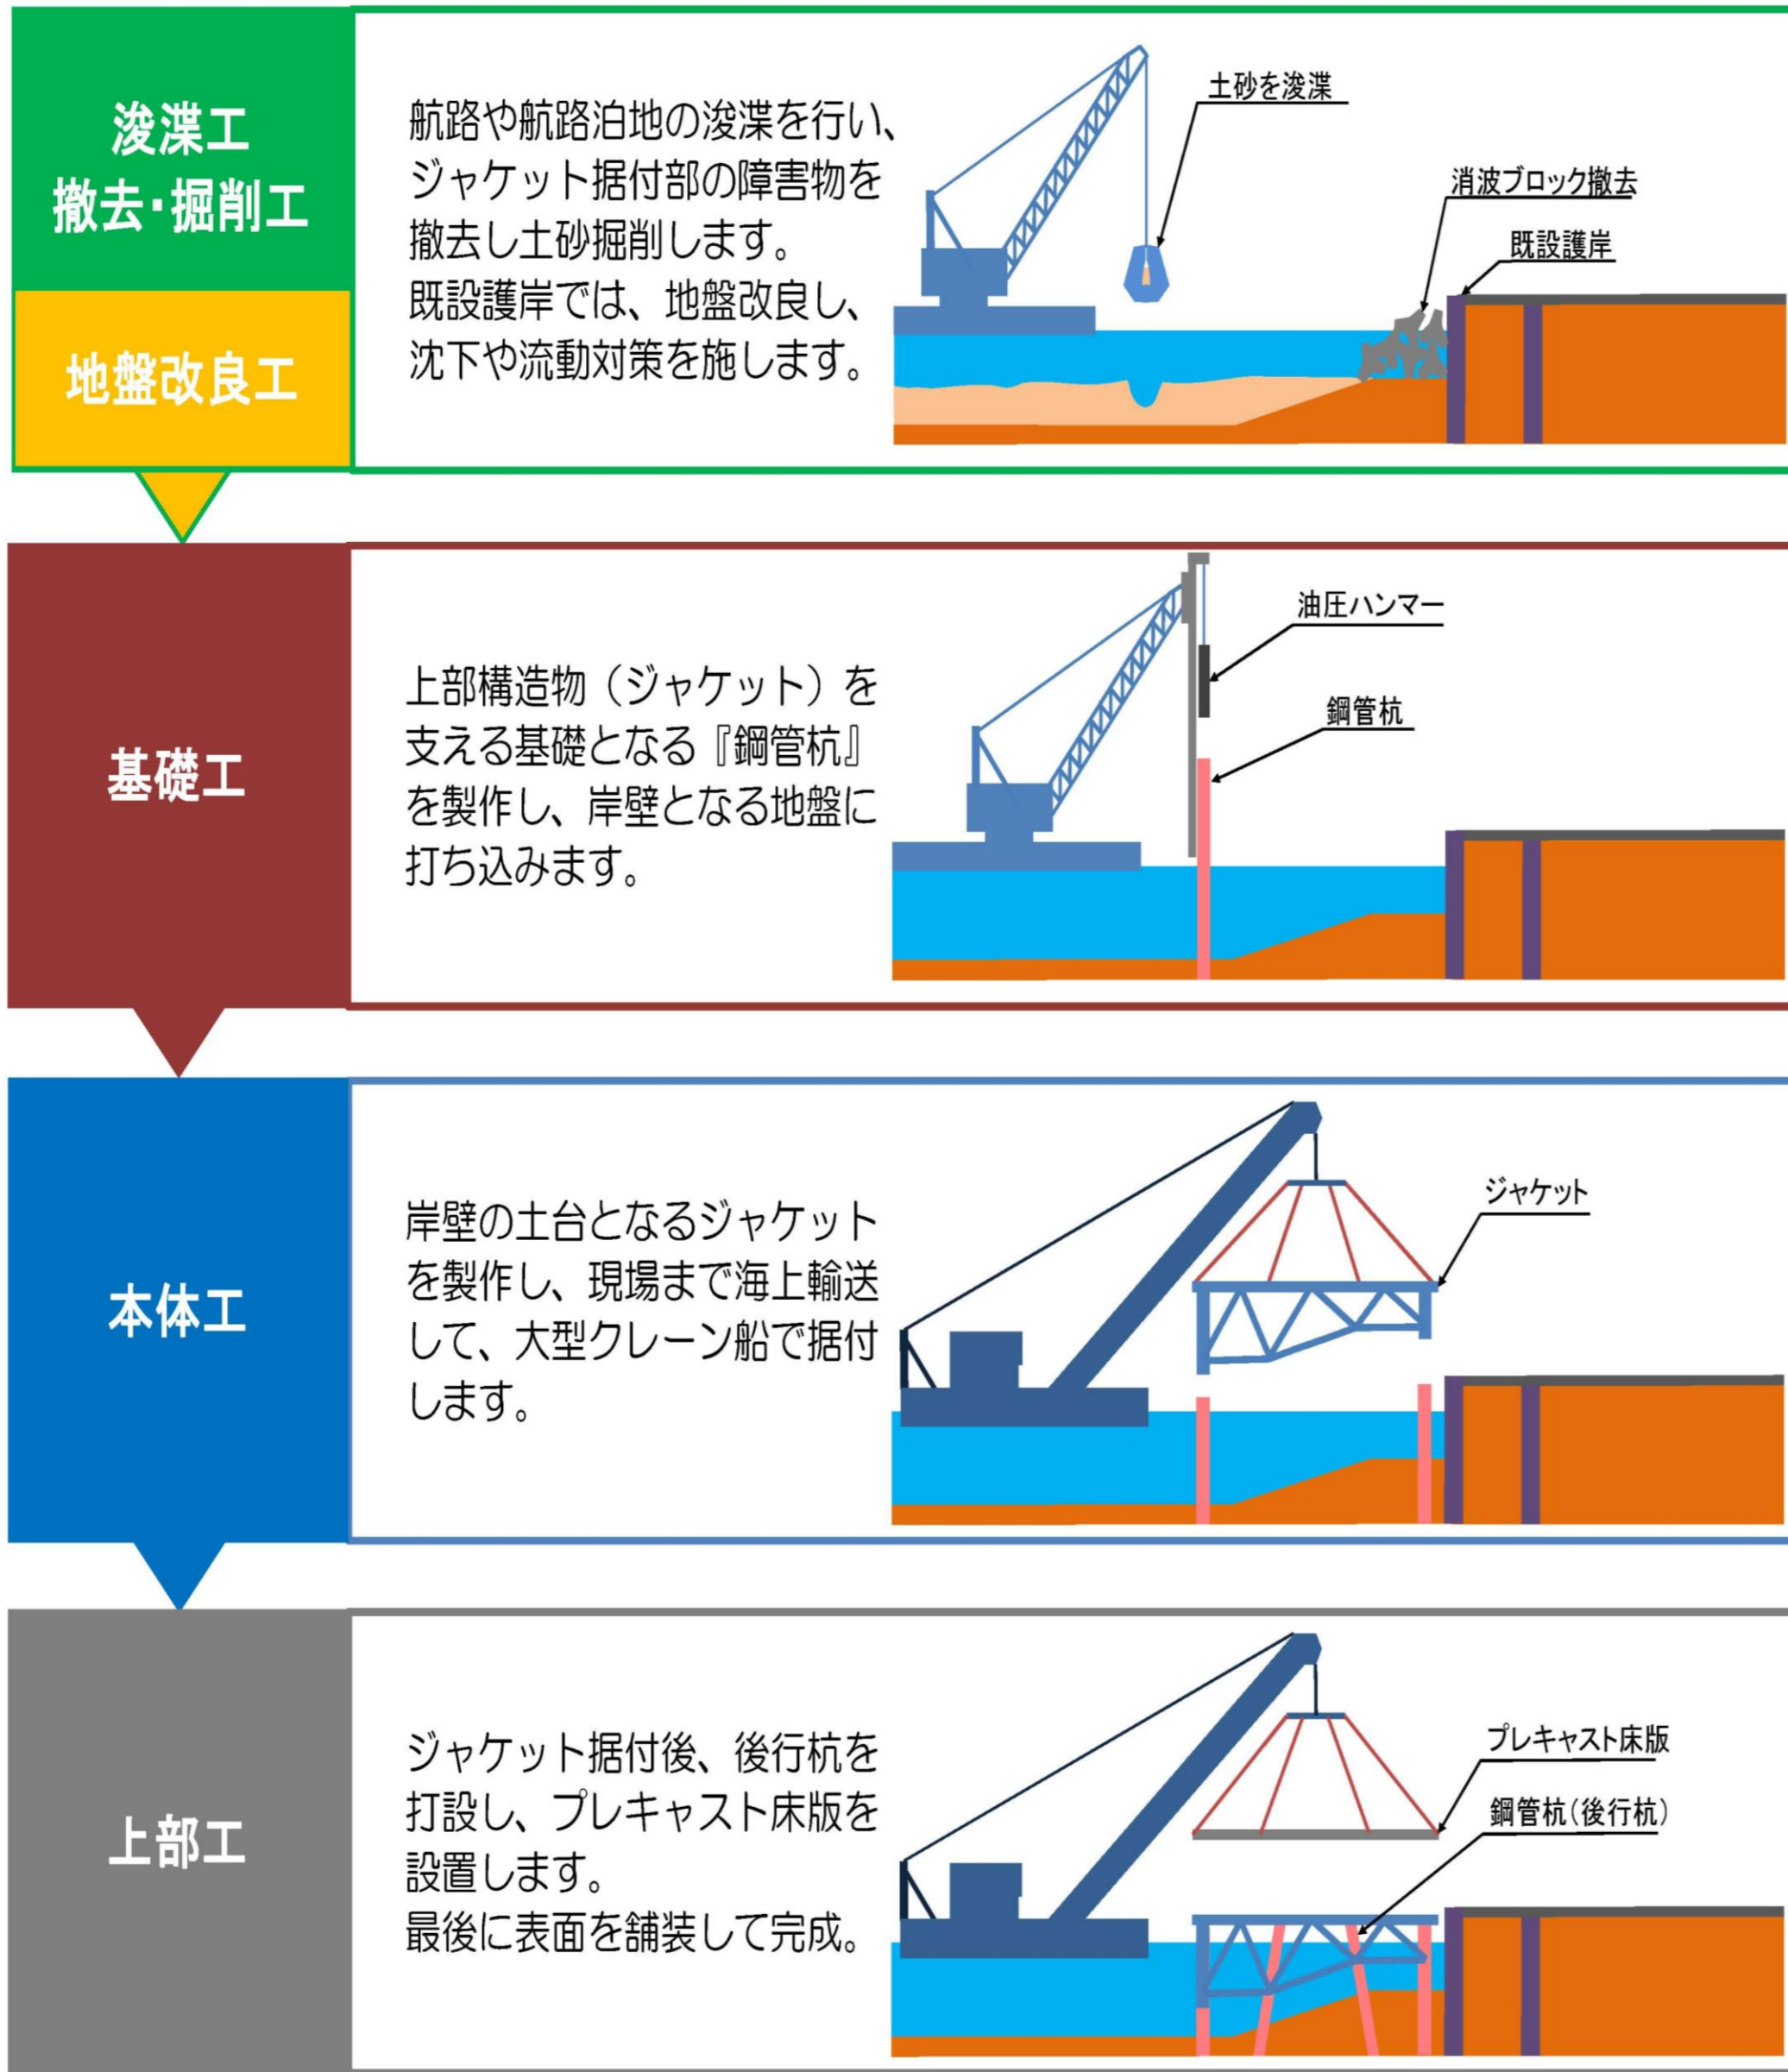 浚渫工
撤去・掘削工
地盤改良工
航路や航路泊地の浚渫を行い、
ジャケット据付部の障害物を
撤去し土砂掘削します。
既設護岸では、地盤改良し、
沈下や流動対策を施します。
土砂を浚渫
消波ブロック撤去
既設護岸
基礎工
上部構造物（ジャケット）を
支える基礎となる『鋼管杭』
を製作し、岸壁となる地盤に
打ち込みます。
油圧ハンマー
鋼管杭
本体工
岸壁の土台となるジャケット
を製作し、現場まで海上輸送
して、大型クレーン船で据付
します。
ジャケット
上部工
ジャケット据付後、後行杭を
打設し、プレキャスト床版を
設置します。
最後に表面を舗装して完成。
プレキャスト床版
鋼管杭（後行杭）